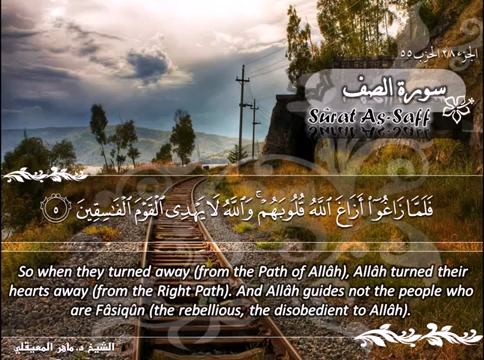 الجزء ٢٨ الحزب ٥٥
سورة الصف
Sûrat Aṣ-Saff
فَلَمَّا زَاغُوٓا۟ أَزَاغَ ٱللَّهُ قُلُوبَهُمْ ۚ وَٱللَّهُ لَا يَهْدِى ٱلْقَوْمَ ٱلْفَٰسِقِينَ ٥
So when they turned away (from the Path of Allâh), Allâh turned their
hearts away (from the Right Path). And Allâh guides not the people who
are Fâsiqûn (the rebellious, the disobedient to Allâh).
الشيخ د. ماهر المعيقلي